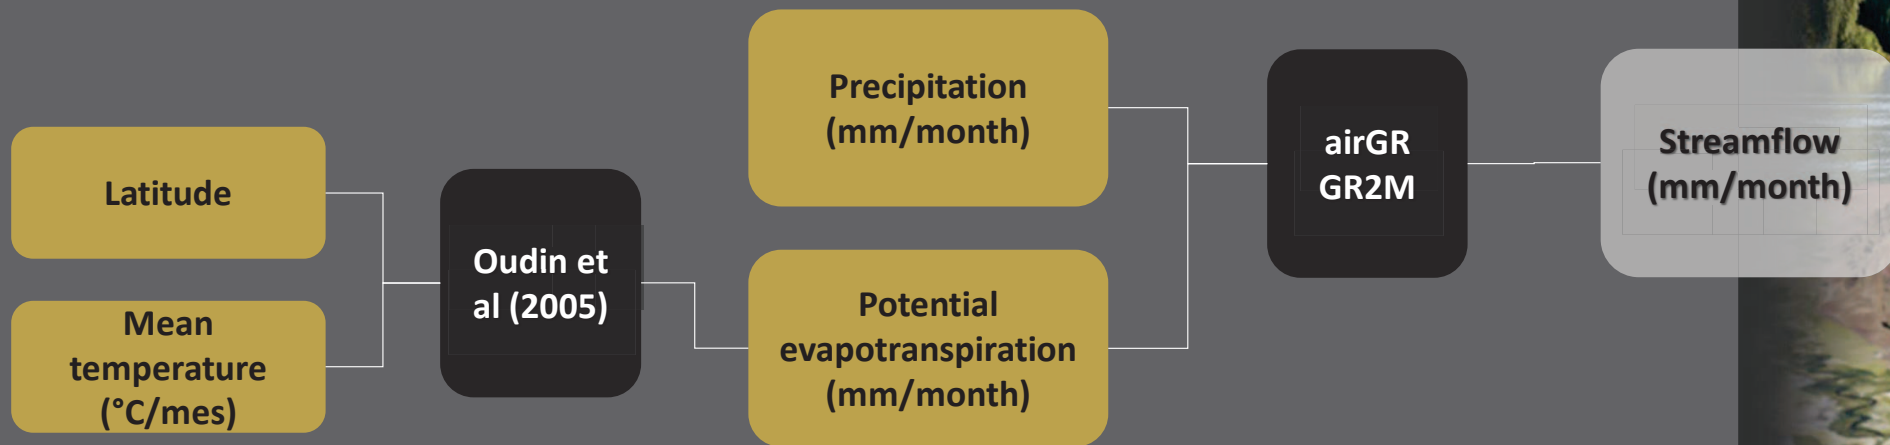 Latitude
Mean
temperature
(°C/mes)
Oudin et
al (2005)
Precipitation
(mm/month)
Potential
evapotranspiration
(mm/month)
airGR
GR2M
Streamflow
(mm/month)